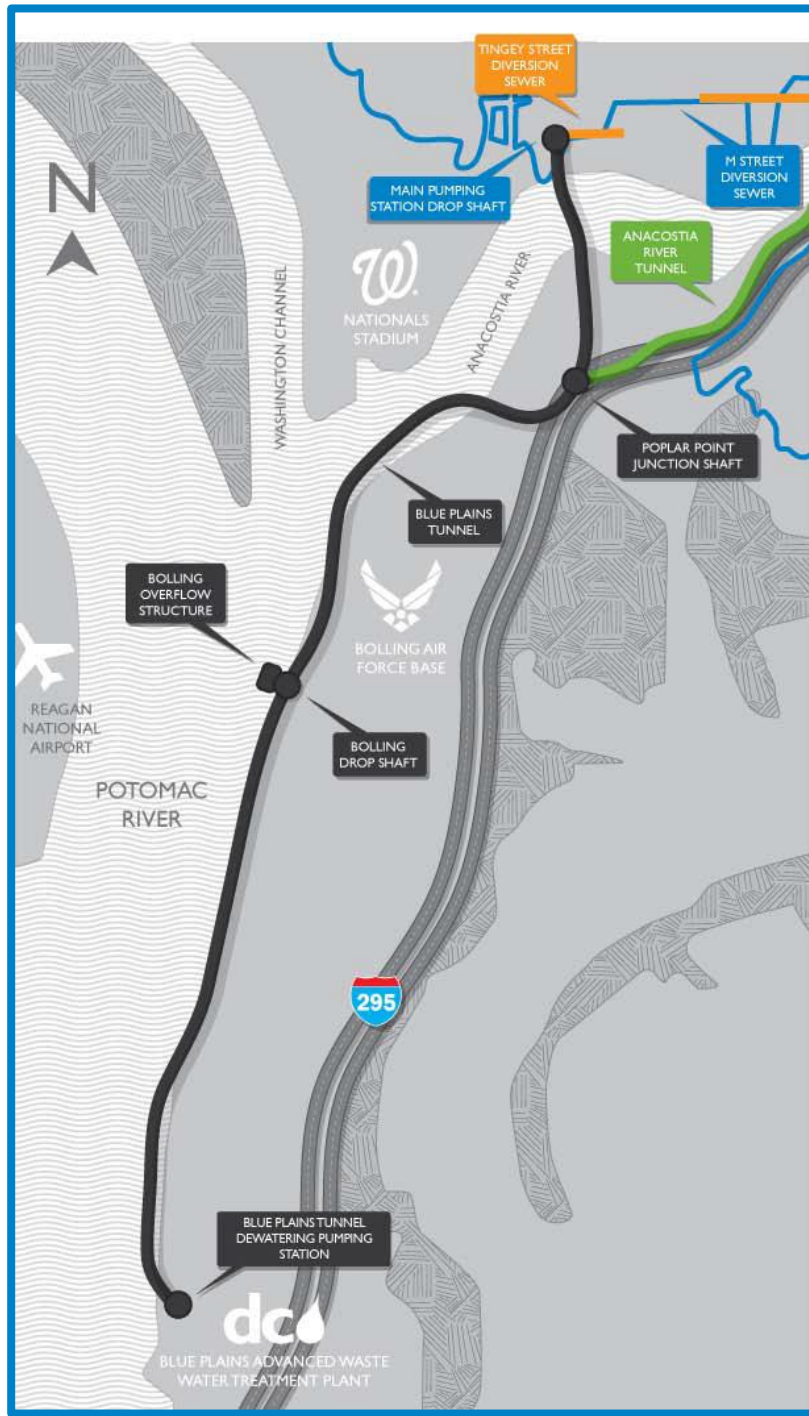 TINGEY STREET
DIVERSION
SEWER
MAIN PUMPING
STATION DROP SHAFT
M STREET
DIVERSION
SEWER
N
ANACOSTIA
RIVER
TUNNEL
W
NATIONALS
STADIUM
ANACOSTIA RIVER
WASHINGTON CHANNEL
POPLAR POINT
JUNCTION SHAFT
BLUE PLAINS
TUNNEL
BOLLING
OVERFLOW
STRUCTURE
BOLLING AIR
FORCE BASE
REAGAN
NATIONAL
AIRPORT
BOLLING
DROP SHAFT
POTOMAC
RIVER
295
BLUE PLAINS TUNNEL
DEWATERING PUMPING
STATION
dc
BLUE PLAINS ADVANCED WASTE
WATER TREATMENT PLANT